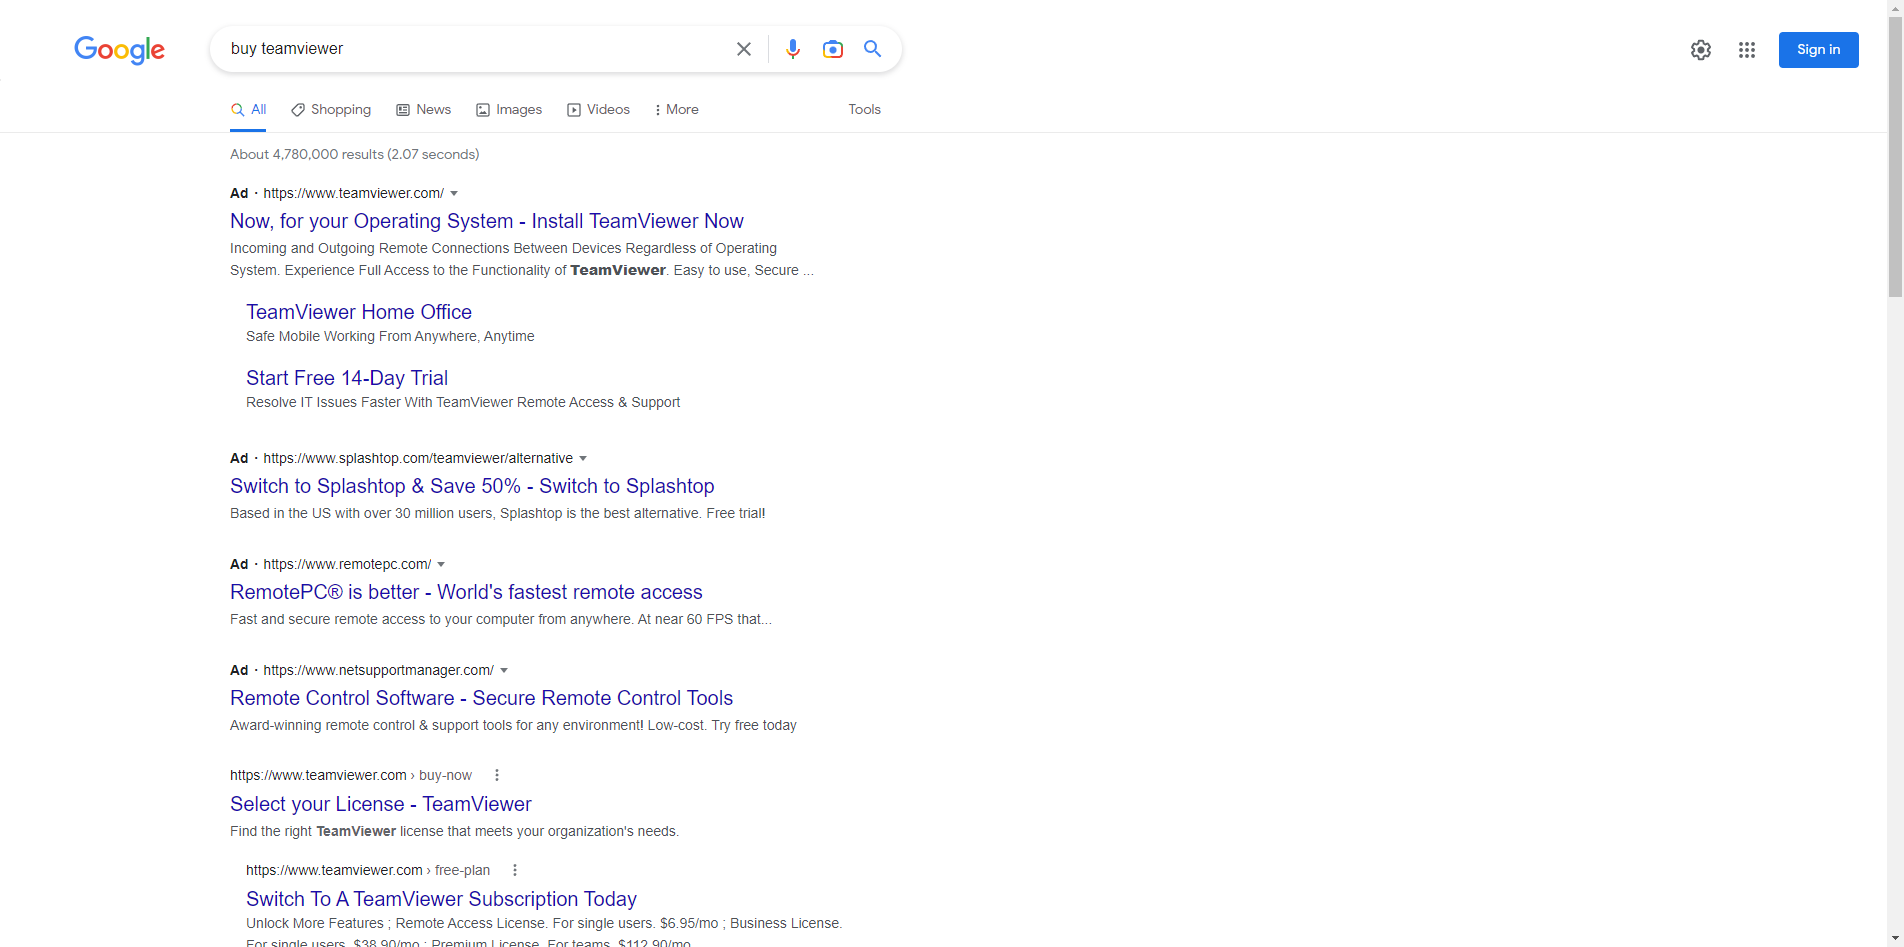 Google
buy teamviewer
Sign in
All
Shopping
News
Images
Videos
More
Tools
About 4,780,000 results (2.07 seconds)
Ad · https://www.teamviewer.com/
Now, for your Operating System - Install TeamViewer Now
Incoming and Outgoing Remote Connections Between Devices Regardless of Operating
System. Experience Full Access to the Functionality of TeamViewer. Easy to use, Secure ...
TeamViewer Home Office
Safe Mobile Working From Anywhere, Anytime
Start Free 14-Day Trial
Resolve IT Issues Faster With TeamViewer Remote Access & Support
Ad · https://www.splashtop.com/teamviewer/alternative
Switch to Splashtop & Save 50% - Switch to Splashtop
Based in the US with over 30 million users, Splashtop is the best alternative. Free trial!
Ad · https://www.remotepc.com/
RemotePC® is better - World's fastest remote access
Fast and secure remote access to your computer from anywhere. At near 60 FPS that...
Ad · https://www.netsupportmanager.com/
Remote Control Software - Secure Remote Control Tools
Award-winning remote control & support tools for any environment! Low-cost. Try free today
https://www.teamviewer.com › buy-now
Select your License - TeamViewer
Find the right TeamViewer license that meets your organization's needs.
https://www.teamviewer.com › free-plan
Switch To A TeamViewer Subscription Today
Unlock More Features ; Remote Access License. For single users. $6.95/mo ; Business License.
For single users. $38.90/mo ; Premium License. For teams. $112.90/mo